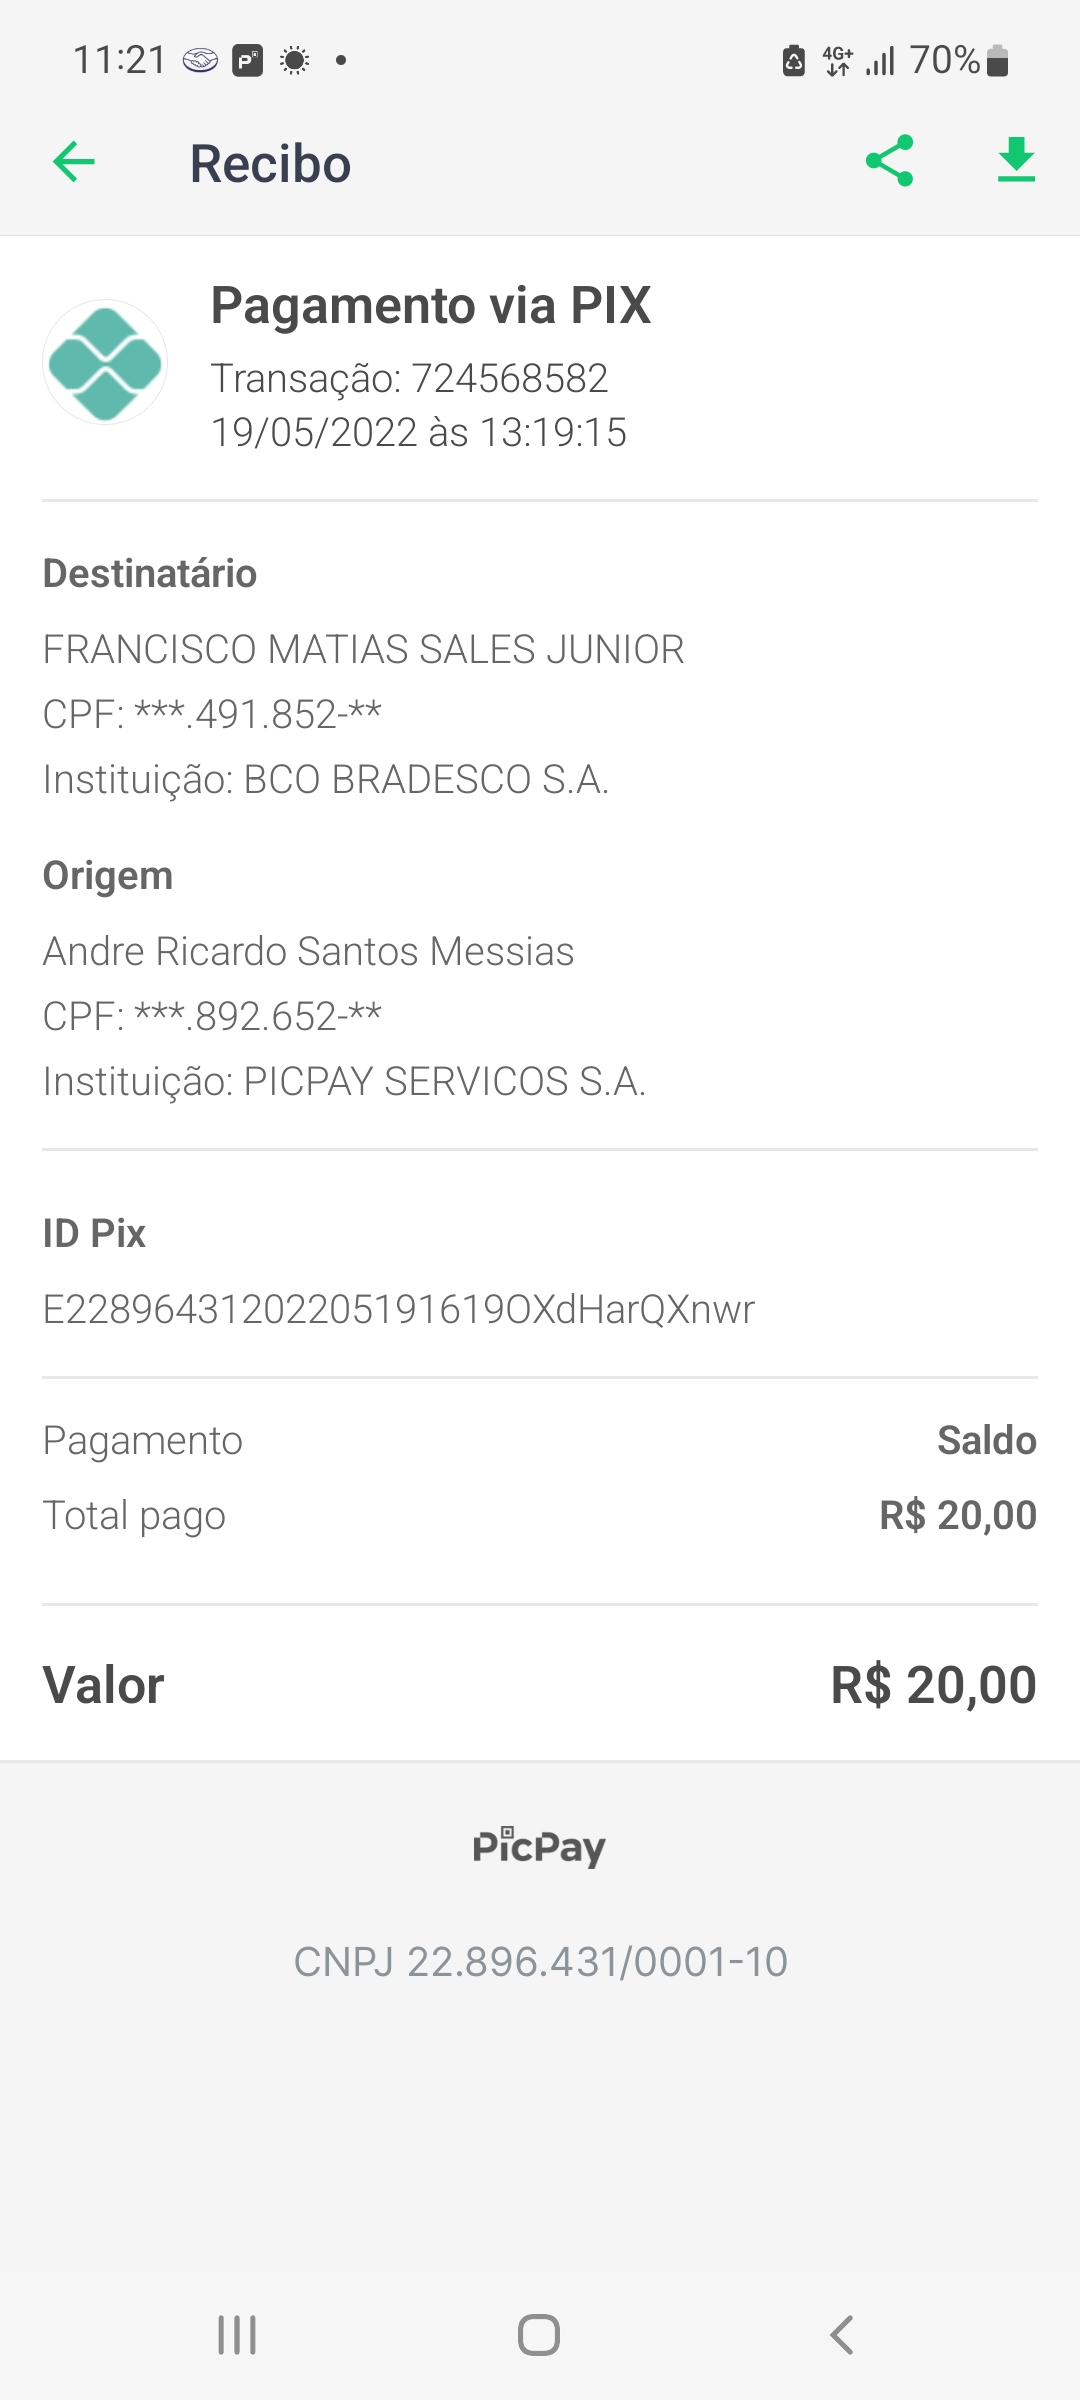 11:21 4G+ 70%
Recibo
Pagamento via PIX
Transação: 724568582
19/05/2022 às 13:19:15
Destinatário
FRANCISCO MATIAS SALES JUNIOR
CPF: ***.491.852-**
Instituição: BCO BRADESCO S.A.
Origem
Andre Ricardo Santos Messias
CPF: ***.892.652-**
Instituição: PICPAY SERVICOS S.A.
ID Pix
E22896431202205191619OXdHarQXnwr
Pagamento Saldo
Total pago R$ 20,00
Valor R$ 20,00
PicPay
CNPJ 22.896.431/0001-10